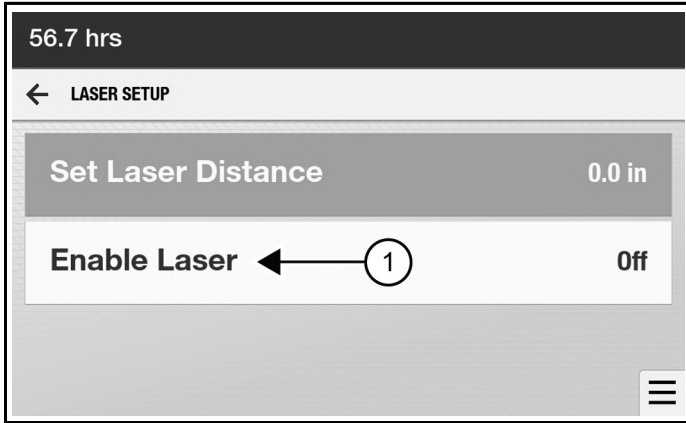 56.7 hrs
LASER SETUP
Set Laser Distance 0.0 in
Enable Laser 1 Off